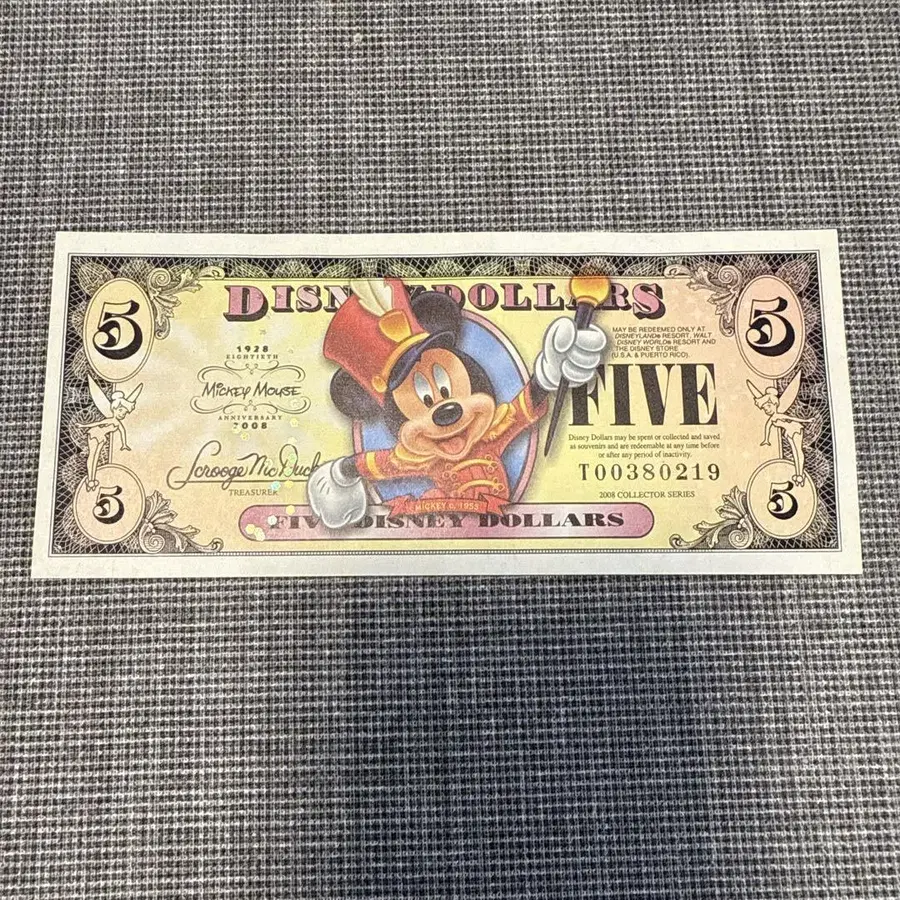 DISNEY DOLLARS
5
5
1928
EIGHTIETH
MICKEY MOUSE
ANNIVERSARY
2008
Scrooge McDuck
TREASURER
MAY BE REDEEMED ONLY AT
DISNEYLAND® RESORT, WALT
DISNEY WORLD® RESORT AND
THE DISNEY STORE
(U.S.A. & PUERTO RICO).
FIVE
Disney Dollars may be spent or collected and saved
as souvenirs and are redeemable at any time before
or after any period of inactivity.
T00380219
2008 COLLECTOR SERIES
5
5
MICKEY c. 1955
FIVE DISNEY DOLLARS